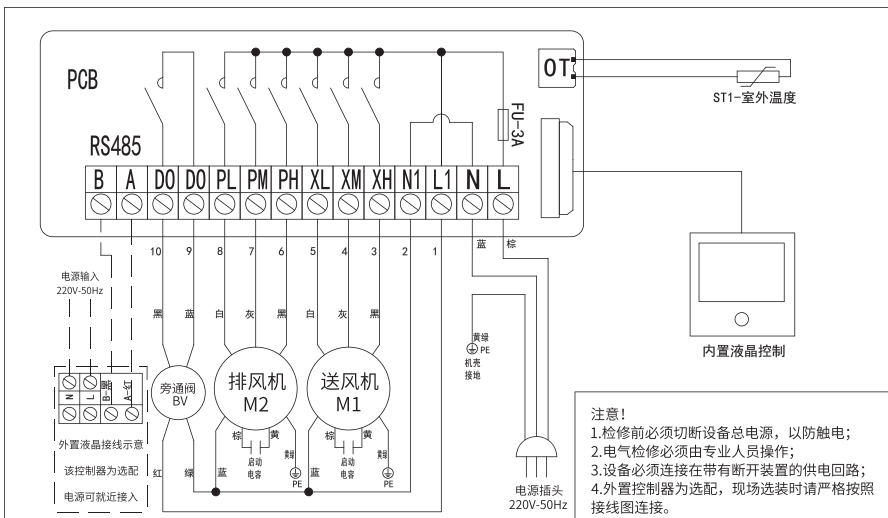 PCB
OT
ST1-室外温度
FU-3A
RS485
B A DO DO PL PM PH XL XM XH N1 L1 N L
10 9 8 7 6 5 4 3 2 1 蓝 棕
电源输入
220V-50Hz
黑 蓝 白 灰 黑 白 灰 黑
黄绿
PE
机壳
接地
内置液晶控制
N L B-黑 A-红
旁通阀
BV
排风机
M2
送风机
M1
棕 黄 棕 黄
启动
电容
黄绿
PE
启动
电容
黄绿
PE
红 绿 蓝 蓝
外置液晶接线示意
该控制器为选配
电源可就近接入
电源插头
220V-50Hz
注意！
1.检修前必须切断设备总电源，以防触电；
2.电气检修必须由专业人员操作；
3.设备必须连接在带有断开装置的供电回路；
4.外置控制器为选配，现场选装时请严格按照
接线图连接。